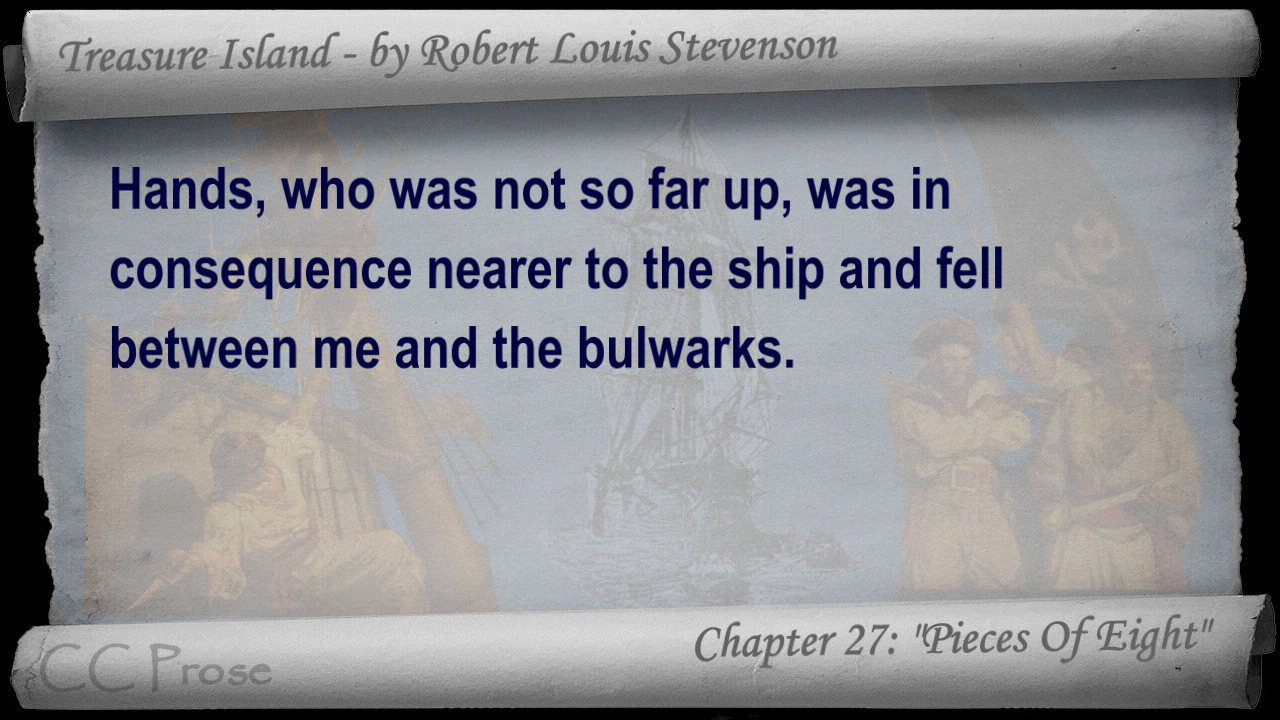 Treasure Island - by Robert Louis Stevenson
Hands, who was not so far up, was in
consequence nearer to the ship and fell
between me and the bulwarks.
Chapter 27: "Pieces Of Eight"
CC Prose